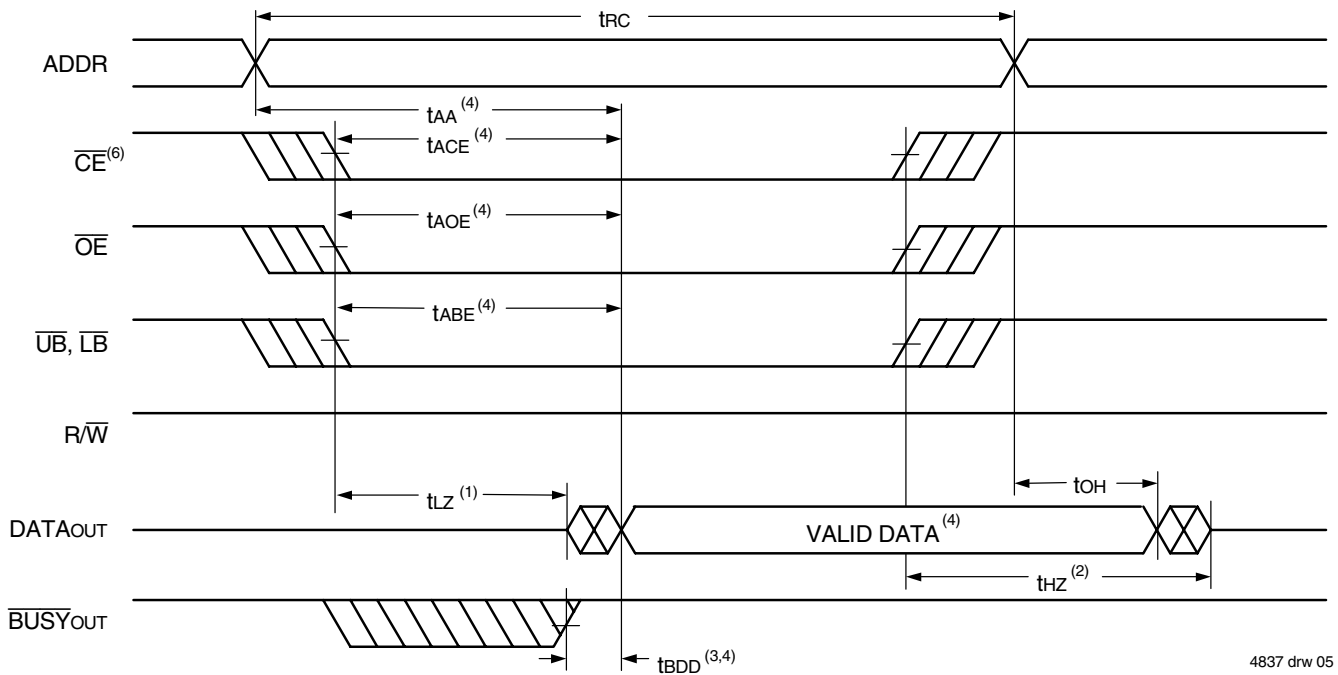 tRC
ADDR
tAA (4)
CE(6) tACE (4)
OE tAOE (4)
tABE (4)
UB, LB
R/W
tLZ (1) tOH
DATAOUT VALID DATA(4)
tHZ (2)
BUSYOUT
tBDD (3,4)
4837 drw 05